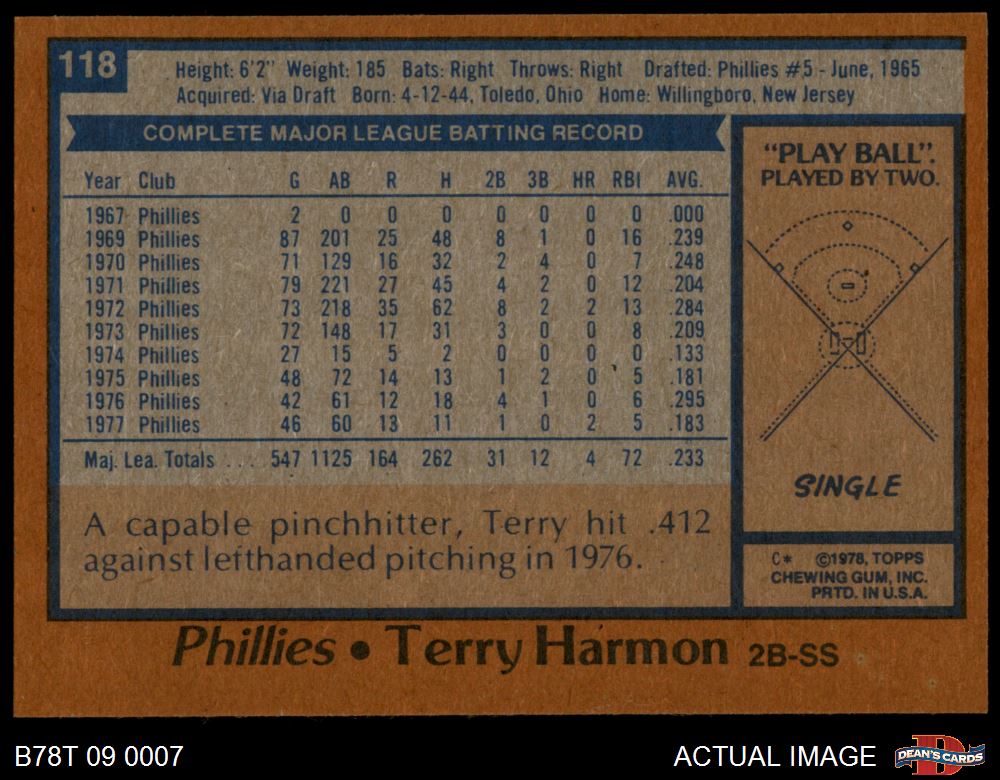 118
Height: 6'2" Weight: 185 Bats: Right Throws: Right Drafted: Phillies #5 - June, 1965
Acquired: Via Draft Born: 4-12-44, Toledo, Ohio Home: Willingboro, New Jersey
COMPLETE MAJOR LEAGUE BATTING RECORD
Year Club G AB R H 2B 3B HR RBI AVG.
1967 Phillies 2 0 0 0 0 0 0 0 .000
1969 Phillies 87 201 25 48 8 1 0 16 .239
1970 Phillies 71 129 16 32 2 4 0 7 .248
1971 Phillies 79 221 27 45 4 2 0 12 .204
1972 Phillies 73 218 35 62 8 2 2 13 .284
1973 Phillies 72 148 17 31 3 0 0 8 .209
1974 Phillies 27 15 5 2 0 0 0 0 .133
1975 Phillies 48 72 14 13 1 2 0 5 .181
1976 Phillies 42 61 12 18 4 1 0 6 .295
1977 Phillies 46 60 13 11 1 0 2 5 .183
Maj. Lea. Totals ... 547 1125 164 262 31 12 4 72 .233
A capable pinchhitter, Terry hit .412
against lefthanded pitching in 1976.
"PLAY BALL".
PLAYED BY TWO.
SINGLE
C* ©1978, TOPPS
CHEWING GUM, INC.
PRTD. IN U.S.A.
Phillies • Terry Harmon 2B-SS
B78T 09 0007
ACTUAL IMAGE
D
DEAN'S CARDS